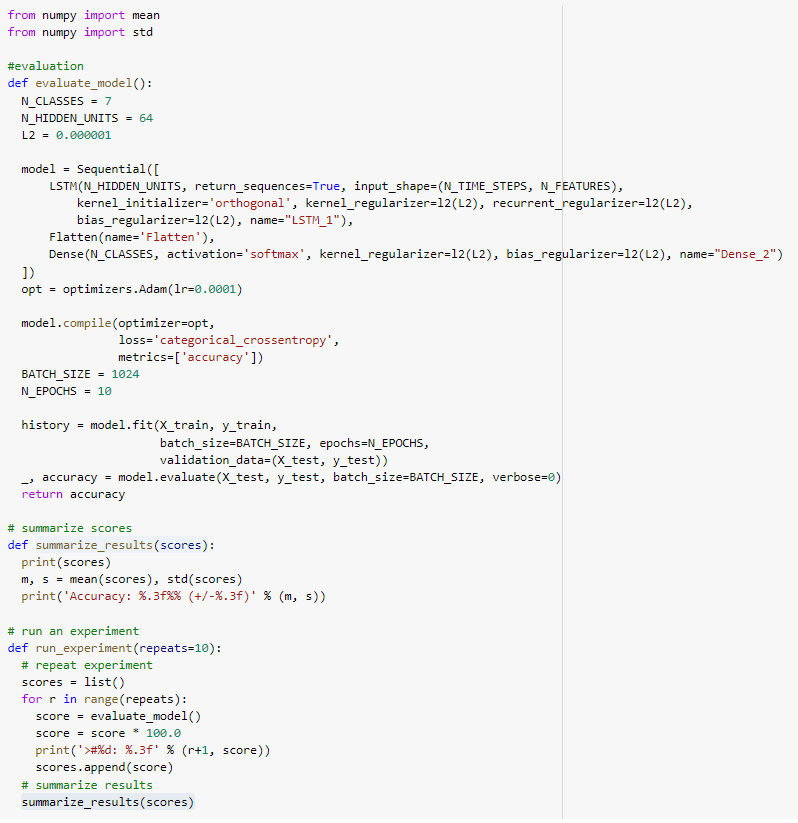 from numpy import mean
from numpy import std
#evaluation
def evaluate_model():
N_CLASSES = 7
N_HIDDEN_UNITS = 64
L2 = 0.000001
model = Sequential([
LSTM(N_HIDDEN_UNITS, return_sequences=True, input_shape=(N_TIME_STEPS, N_FEATURES),
kernel_initializer='orthogonal', kernel_regularizer=l2(L2), recurrent_regularizer=l2(L2),
bias_regularizer=l2(L2), name="LSTM_1"),
Flatten(name='Flatten'),
Dense(N_CLASSES, activation='softmax', kernel_regularizer=l2(L2), bias_regularizer=l2(L2), name="Dense_2")
])
opt = optimizers.Adam(lr=0.0001)
model.compile(optimizer=opt,
loss='categorical_crossentropy',
metrics=['accuracy'])
BATCH_SIZE = 1024
N_EPOCHS = 10
history = model.fit(X_train, y_train,
batch_size=BATCH_SIZE, epochs=N_EPOCHS,
validation_data=(X_test, y_test))
_, accuracy = model.evaluate(X_test, y_test, batch_size=BATCH_SIZE, verbose=0)
return accuracy
# summarize scores
def summarize_results(scores):
print(scores)
m, s = mean(scores), std(scores)
print('Accuracy: %.3f%% (+/-%.3f)' % (m, s))
# run an experiment
def run_experiment(repeats=10):
# repeat experiment
scores = list()
for r in range(repeats):
score = evaluate_model()
score = score * 100.0
print('>#%d: %.3f' % (r+1, score))
scores.append(score)
# summarize results
summarize_results(scores)